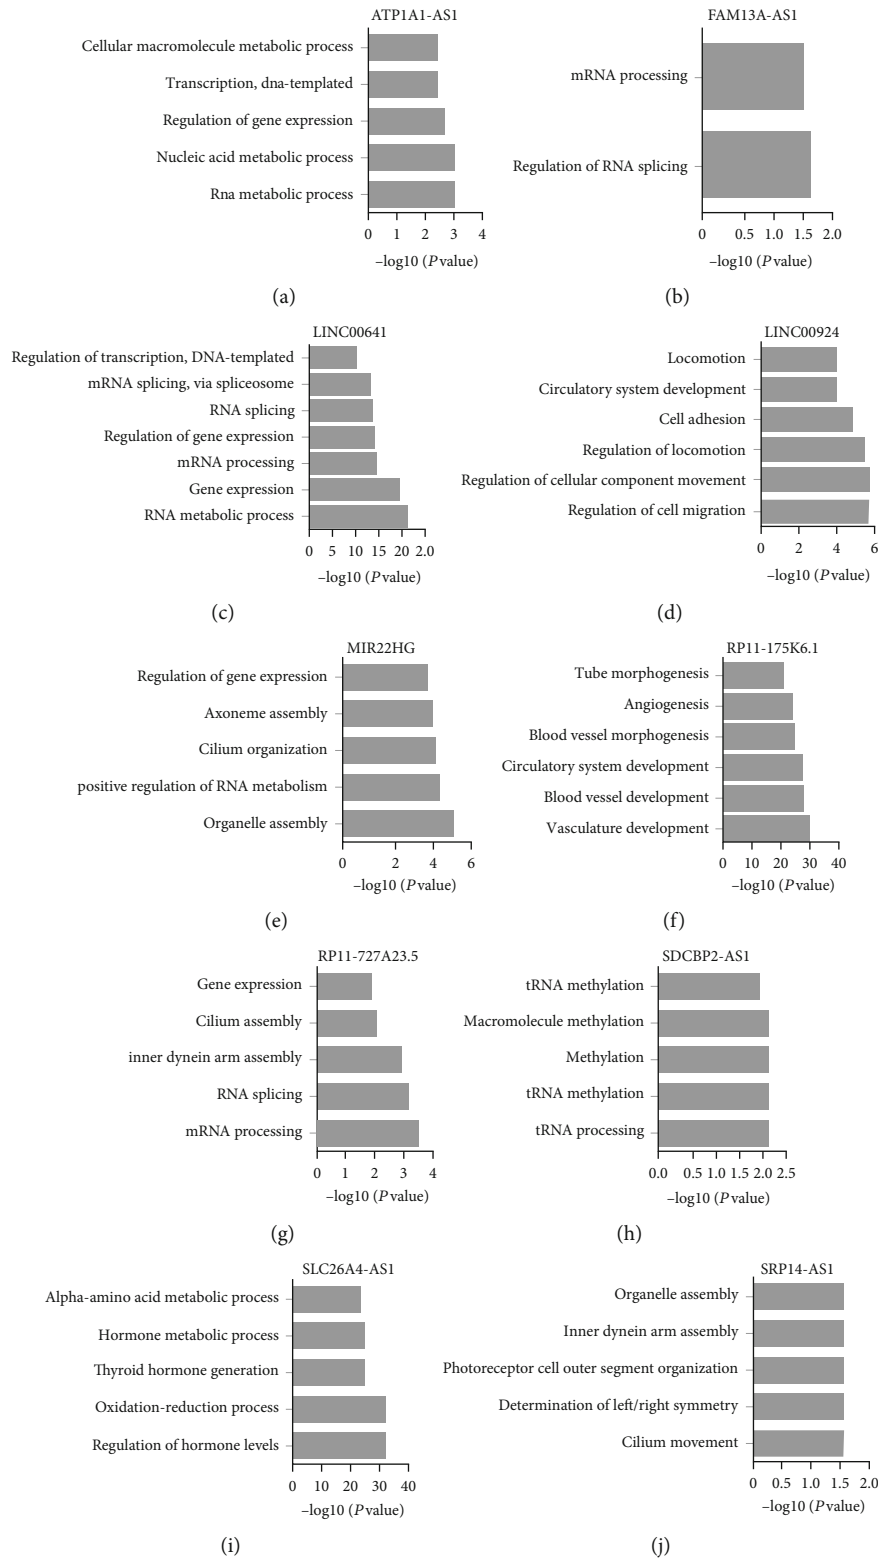 ATP1A1-AS1
Cellular macromolecule metabolic process
Transcription, dna-templated
Regulation of gene expression
Nucleic acid metabolic process
Rna metabolic process
0 1 2 3 4
–log10 (P value)
(a)
FAM13A-AS1
mRNA processing
Regulation of RNA splicing
0 0.5 1.0 1.5 2.0
–log10 (P value)
(b)
LINC00641
Regulation of transcription, DNA-templated
mRNA splicing, via spliceosome
RNA splicing
Regulation of gene expression
mRNA processing
Gene expression
RNA metabolic process
0 5 10 15 20 2.0
–log10 (P value)
(c)
LINC00924
Locomotion
Circulatory system development
Cell adhesion
Regulation of locomotion
Regulation of cellular component movement
Regulation of cell migration
0 2 4 6
–log10 (P value)
(d)
MIR22HG
Regulation of gene expression
Axoneme assembly
Cilium organization
positive regulation of RNA metabolism
Organelle assembly
0 2 4 6
–log10 (P value)
(e)
RP11-175K6.1
Tube morphogenesis
Angiogenesis
Blood vessel morphogenesis
Circulatory system development
Blood vessel development
Vasculature development
0 10 20 30 40
–log10 (P value)
(f)
RP11-727A23.5
Gene expression
Cilium assembly
inner dynein arm assembly
RNA splicing
mRNA processing
0 1 2 3 4
–log10 (P value)
(g)
SDCBP2-AS1
tRNA methylation
Macromolecule methylation
Methylation
tRNA methylation
tRNA processing
0.0 0.5 1.0 1.5 2.0 2.5
–log10 (P value)
(h)
SLC26A4-AS1
Alpha-amino acid metabolic process
Hormone metabolic process
Thyroid hormone generation
Oxidation-reduction process
Regulation of hormone levels
0 10 20 30 40
–log10 (P value)
(i)
SRP14-AS1
Organelle assembly
Inner dynein arm assembly
Photoreceptor cell outer segment organization
Determination of left/right symmetry
Cilium movement
0 0.5 1.0 1.5 2.0
–log10 (P value)
(j)